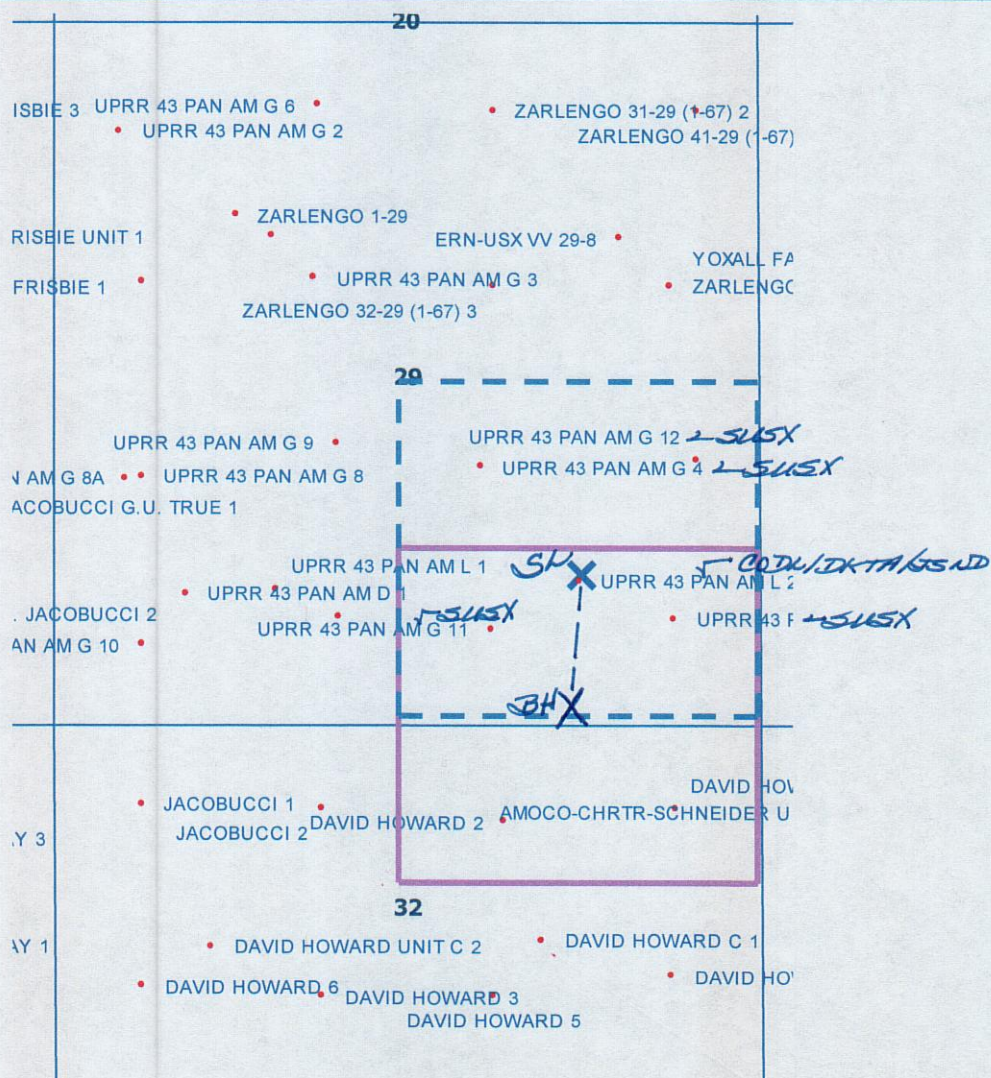 20
ISBIE 3 UPRR 43 PAN AM G 6
ZARLENGO 31-29 (1-67) 2
UPRR 43 PAN AM G 2
ZARLENGO 41-29 (1-67)
ZARLENGO 1-29
RISBIE UNIT 1
ERN-USX VV 29-8
YOXALL FA
FRISBIE 1
UPRR 43 PAN AM G 3
ZARLENGO
ZARLENGO 32-29 (1-67) 3
29
UPRR 43 PAN AM G 9
UPRR 43 PAN AM G 12 SUSX
N AM G 8A
UPRR 43 PAN AM G 8
UPRR 43 PAN AM G 4 SUSX
ACOBUCCI G.U. TRUE 1
UPRR 43 PAN AM L 1
SH
CODL/DKTA/GSND
UPRR 43 PAN AM D 1
UPRR 43 PAN AM L 2
. JACOBUCCI 2
SUSX
UPRR 43 PAN AM G 11
UPRR 43 F SUSX
AN AM G 10
BH
DAVID HOW
JACOBUCCI 1
AMOCO-CHRTR-SCHNEIDER U
DAVID HOWARD 2
JACOBUCCI 2
Y 3
32
AY 1
DAVID HOWARD UNIT C 2
DAVID HOWARD C 1
DAVID HO
DAVID HOWARD 6
DAVID HOWARD 3
DAVID HOWARD 5